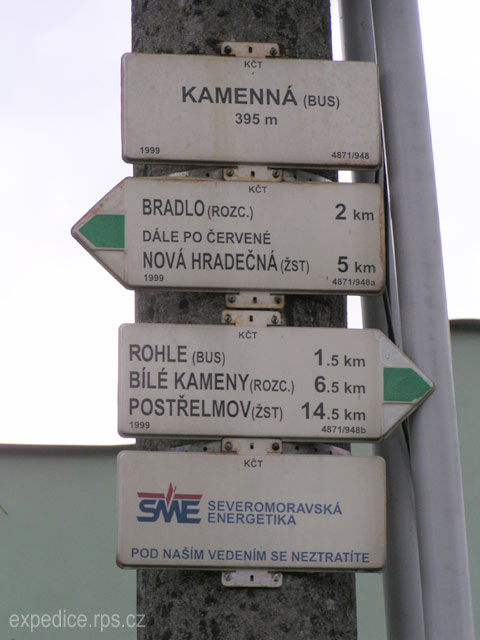 KČT
KAMENNÁ (BUS)
395 m
1999 4871/948
KČT
BRADLO (ROZC.) 2 KM
DÁLE PO ČERVENÉ
NOVÁ HRADEČNÁ (ŽST) 5 KM
1999 4871/948a
KČT
ROHLE (BUS) 1.5 km
BÍLÉ KAMENY (ROZC.) 6.5 km
POSTŘELMOV (ŽST) 14.5 km
1999 4871/948b
KČT
SME SEVEROMORAVSKÁ
ENERGETIKA
POD NAŠÍM VEDENÍM SE NEZTRATÍTE
expedice.rps.cz